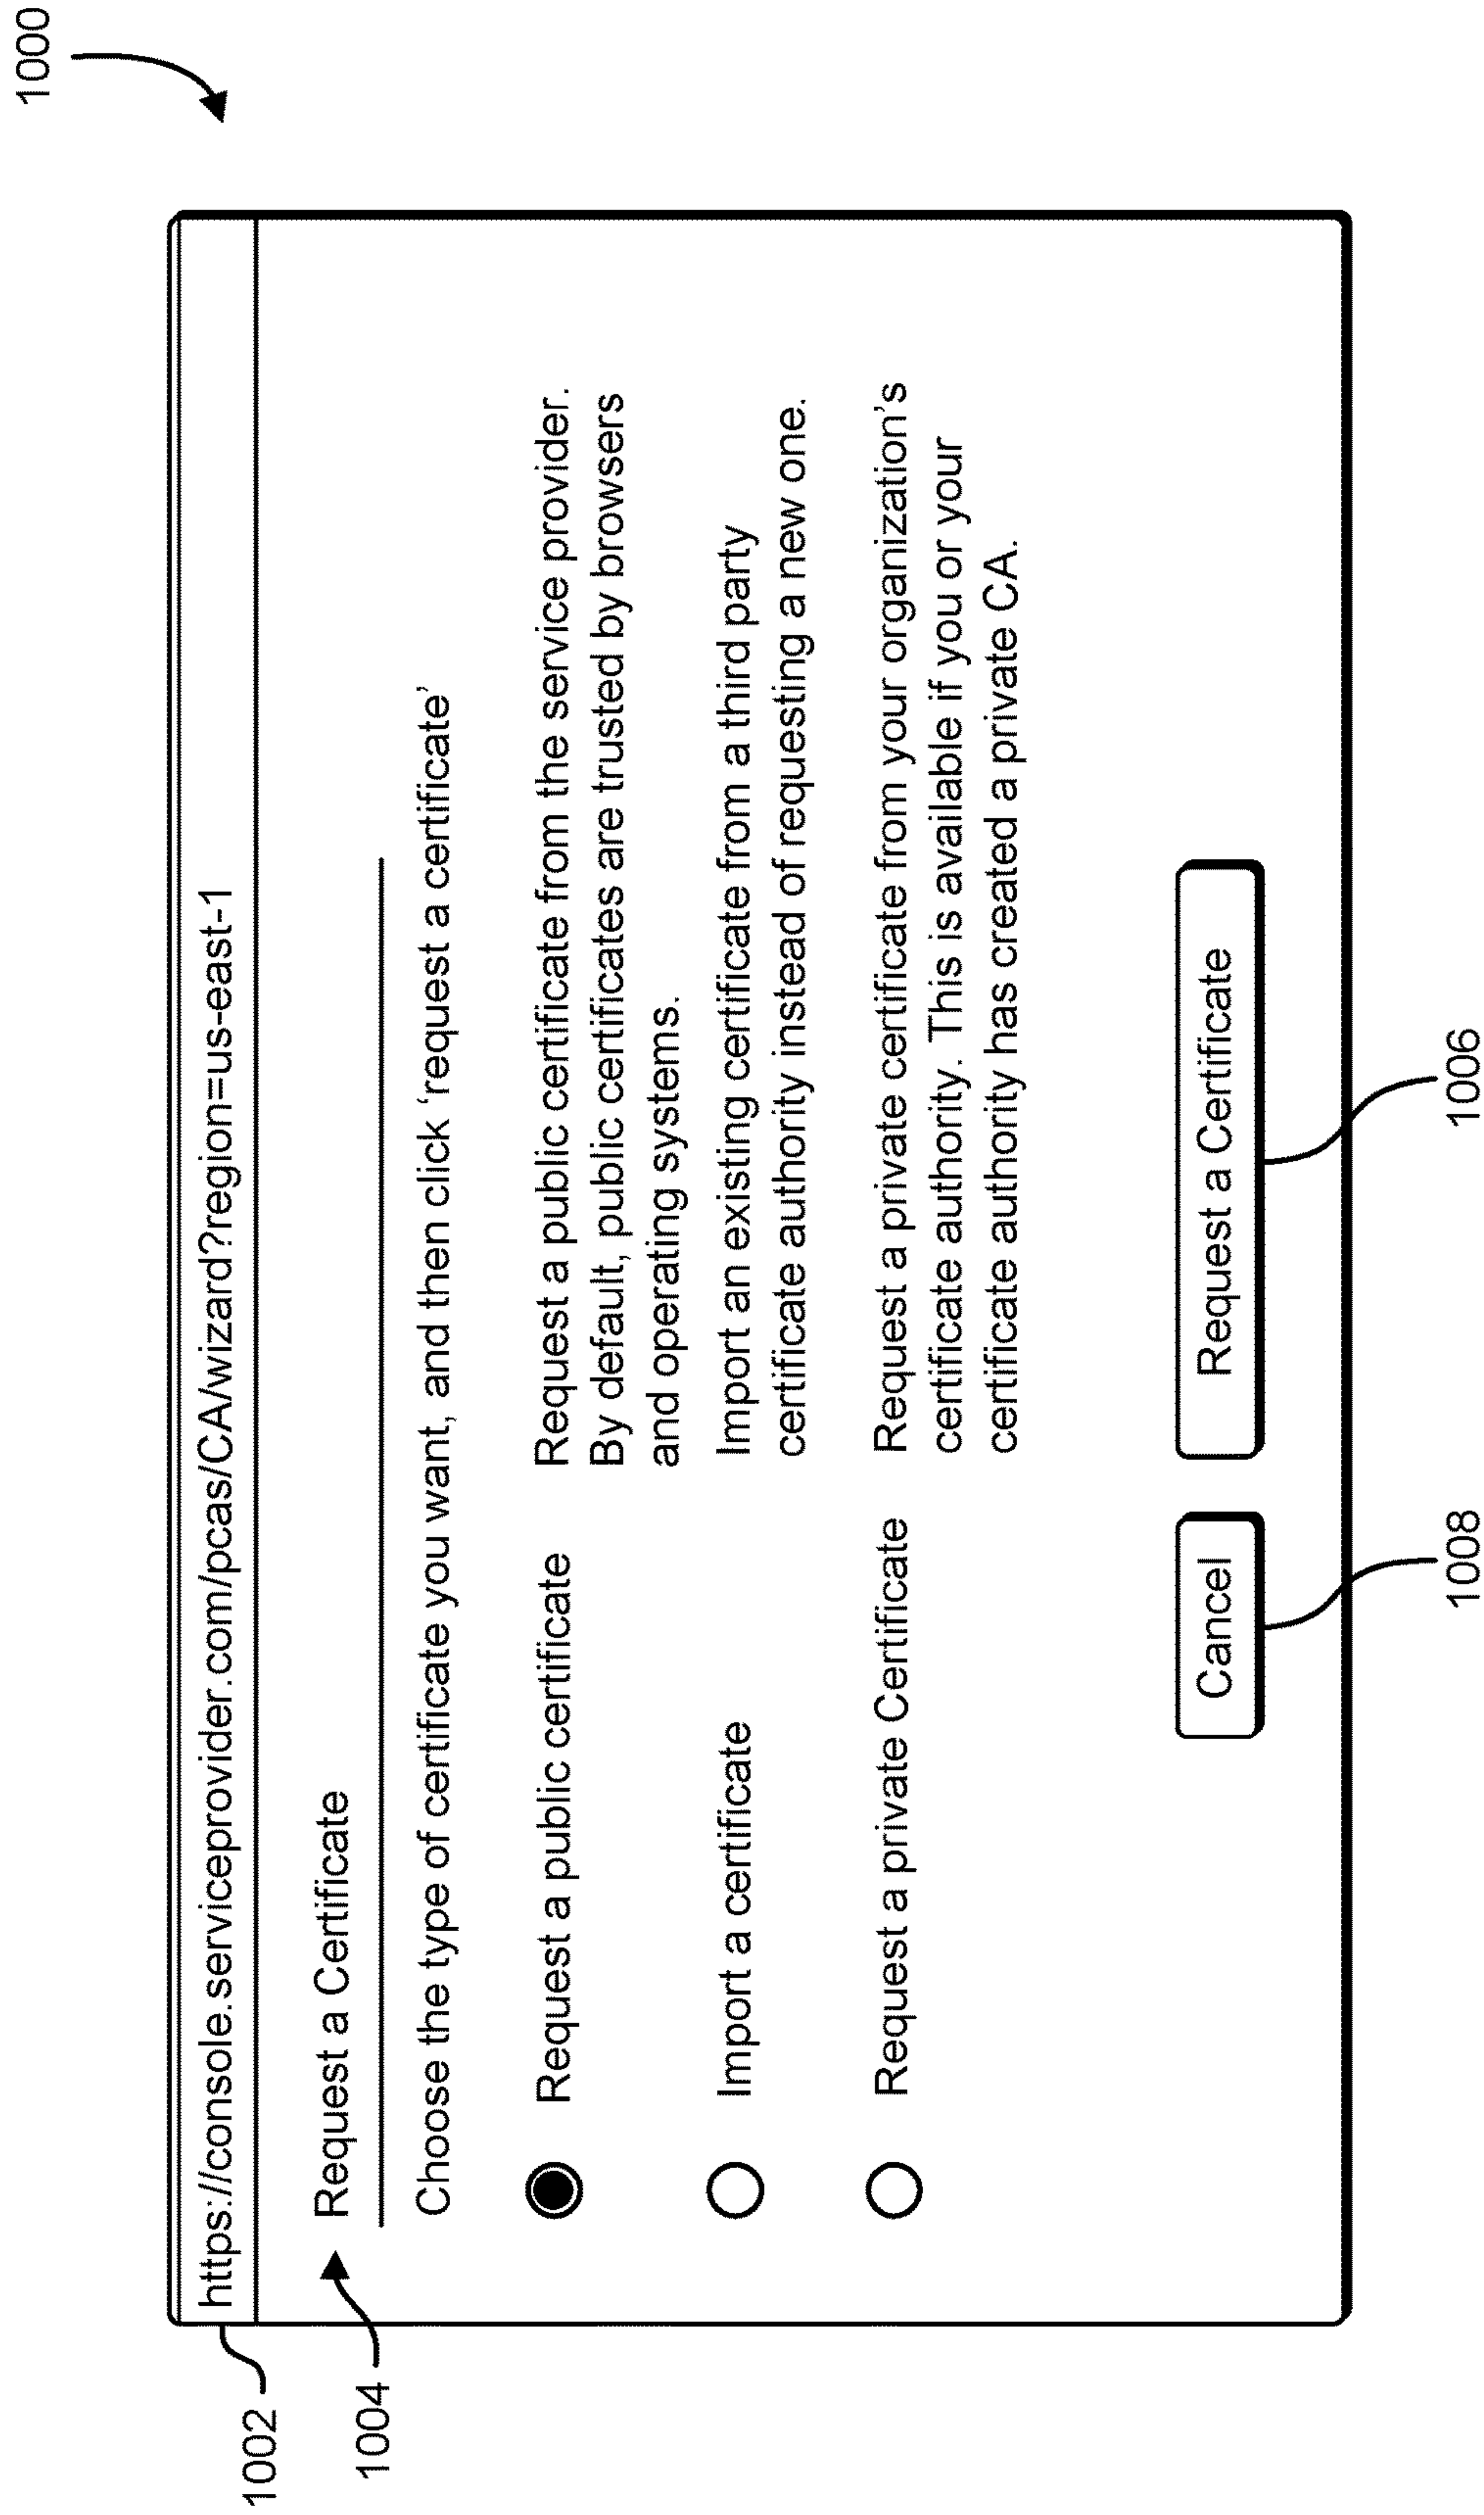 1000
1002
https://console.serviceprovider.com/pcas/CA/wizard?region=us-east-1
1004
Request a Certificate
Choose the type of certificate you want, and then click ‘request a certificate’
Request a public certificate
Request a public certificate from the service provider.
By default, public certificates are trusted by browsers
and operating systems.
Import a certificate
Import an existing certificate from a third party
certificate authority instead of requesting a new one.
Request a private Certificate
Request a private certificate from your organization’s
certificate authority. This is available if you or your
certificate authority has created a private CA.
Cancel
Request a Certificate
1008
1006